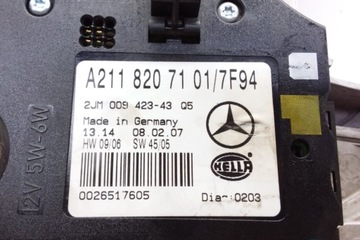 A211 820 71 01/7F94
2JM 009 423-43 Q5
Made in Germany
13.14 08.02.07
HW 09/06 SW 45/05
HELLA
0026517605
Dia 0203
12V 5W-6W